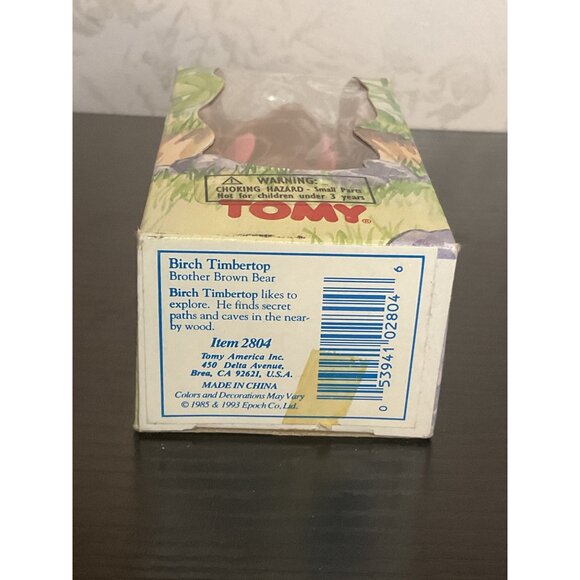 WARNING:
CHOKING HAZARD - Small Parts
Not for children under 3 years
TOMY®
Birch Timbertop
Brother Brown Bear
Birch Timbertop likes to
explore. He finds secret
paths and caves in the near-
by wood.
Item 2804
Tomy America Inc.
450 Delta Avenue,
Brea, CA 92621, U.S.A.
MADE IN CHINA
Colors and Decorations May Vary
© 1985 & 1993 Epoch Co, Ltd.
0 53941 02804 6